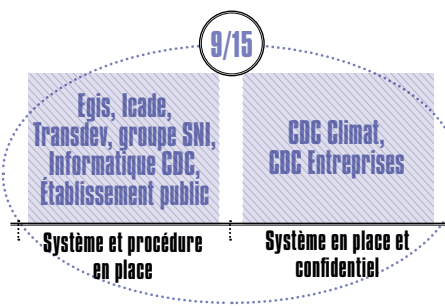 9/15
Egis, Icade,
Transdev, groupe SNI,
Informatique CDC,
Établissement public
CDC Climat,
CDC Entreprises
Système et procédure
en place
Système en place et
confidentiel